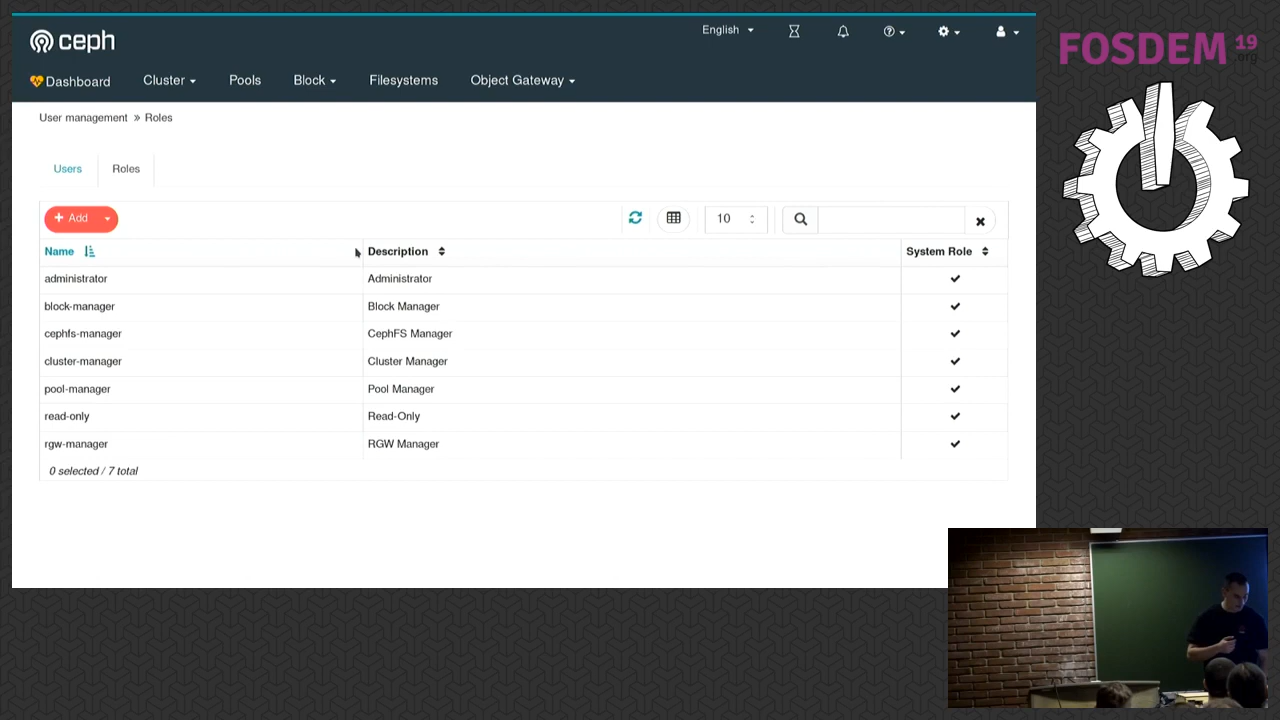 ceph
English
Dashboard
Cluster
Pools
Block
Filesystems
Object Gateway
User management » Roles
Users
Roles
+ Add
10
Name
Description
System Role
administrator
Administrator
block-manager
Block Manager
cephfs-manager
CephFS Manager
cluster-manager
Cluster Manager
pool-manager
Pool Manager
read-only
Read-Only
rgw-manager
RGW Manager
0 selected / 7 total
FOSDEM 19
.org